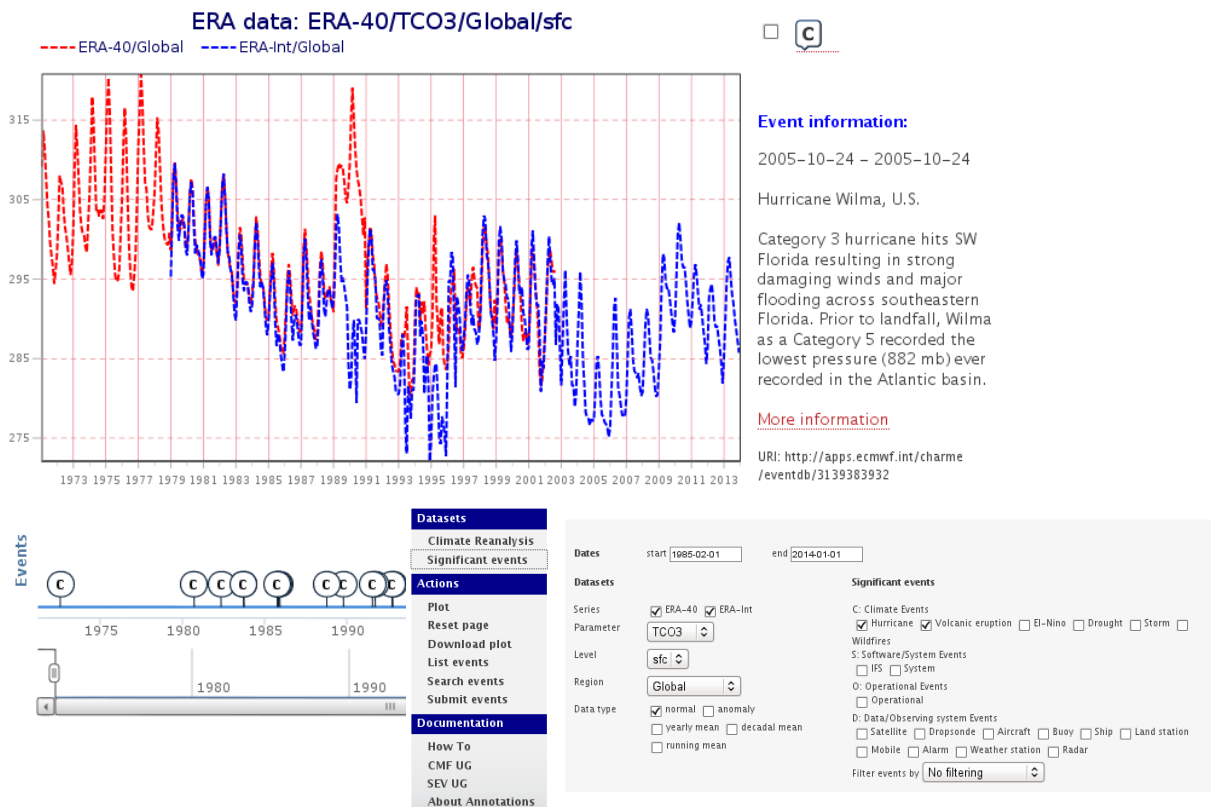 ERA data: ERA-40/TCO3/Global/sfc
ERA-40/Global ERA-Int/Global
315
305
295
285
275
1973 1975 1977 1979 1981 1983 1985 1987 1989 1991 1993 1995 1997 1999 2001 2003 2005 2007 2009 2011 2013
C
Event information:
2005-10-24 - 2005-10-24
Hurricane Wilma, U.S.
Category 3 hurricane hits SW
Florida resulting in strong
damaging winds and major
flooding across southeastern
Florida. Prior to landfall, Wilma
as a Category 5 recorded the
lowest pressure (882 mb) ever
recorded in the Atlantic basin.
More information
URI: http://apps.ecmwf.int/charme
/eventdb/3139383932
Events
C C C C C C C C C
1975 1980 1985 1990
1980 1990
Datasets
Climate Reanalysis
Significant events
Actions
Plot
Reset page
Download plot
List events
Search events
Submit events
Documentation
How To
CMF UG
SEV UG
About Annotations
Dates start 1985-02-01 end 2014-01-01
Datasets
Series ERA-40 ERA-Int
Parameter TCO3
Level sfc
Region Global
Data type normal anomaly
yearly mean decadal mean
running mean
Significant events
C: Climate Events
Hurricane Volcanic eruption El-Nino Drought Storm
Wildfires
S: Software/System Events
IFS System
O: Operational Events
Operational
D: Data/Observing system Events
Satellite Dropsonde Aircraft Buoy Ship Land station
Mobile Alarm Weather station Radar
Filter events by No filtering